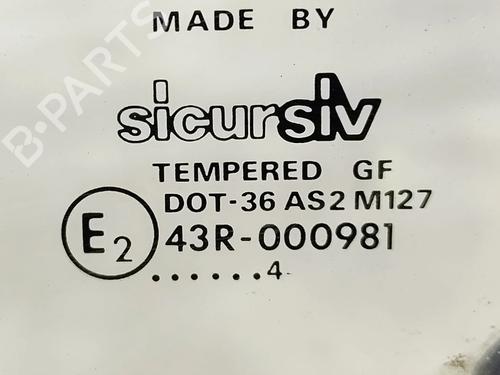 MADE BY
sicursiv
TEMPERED GF
DOT-36 AS2 M127
E2 43R-000981
......4
B-PARTS